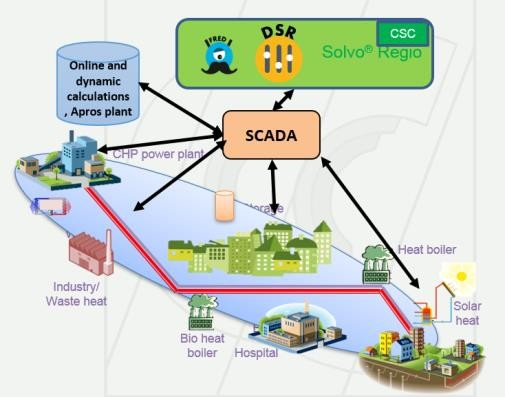 CSC
FRED
DSR
Solvo® Regio
Online and
dynamic
calculations
, Apros plant
SCADA
CHP power plant
Storage
Heat boiler
Industry/
Waste heat
Solar
heat
Bio heat
boiler
Hospital